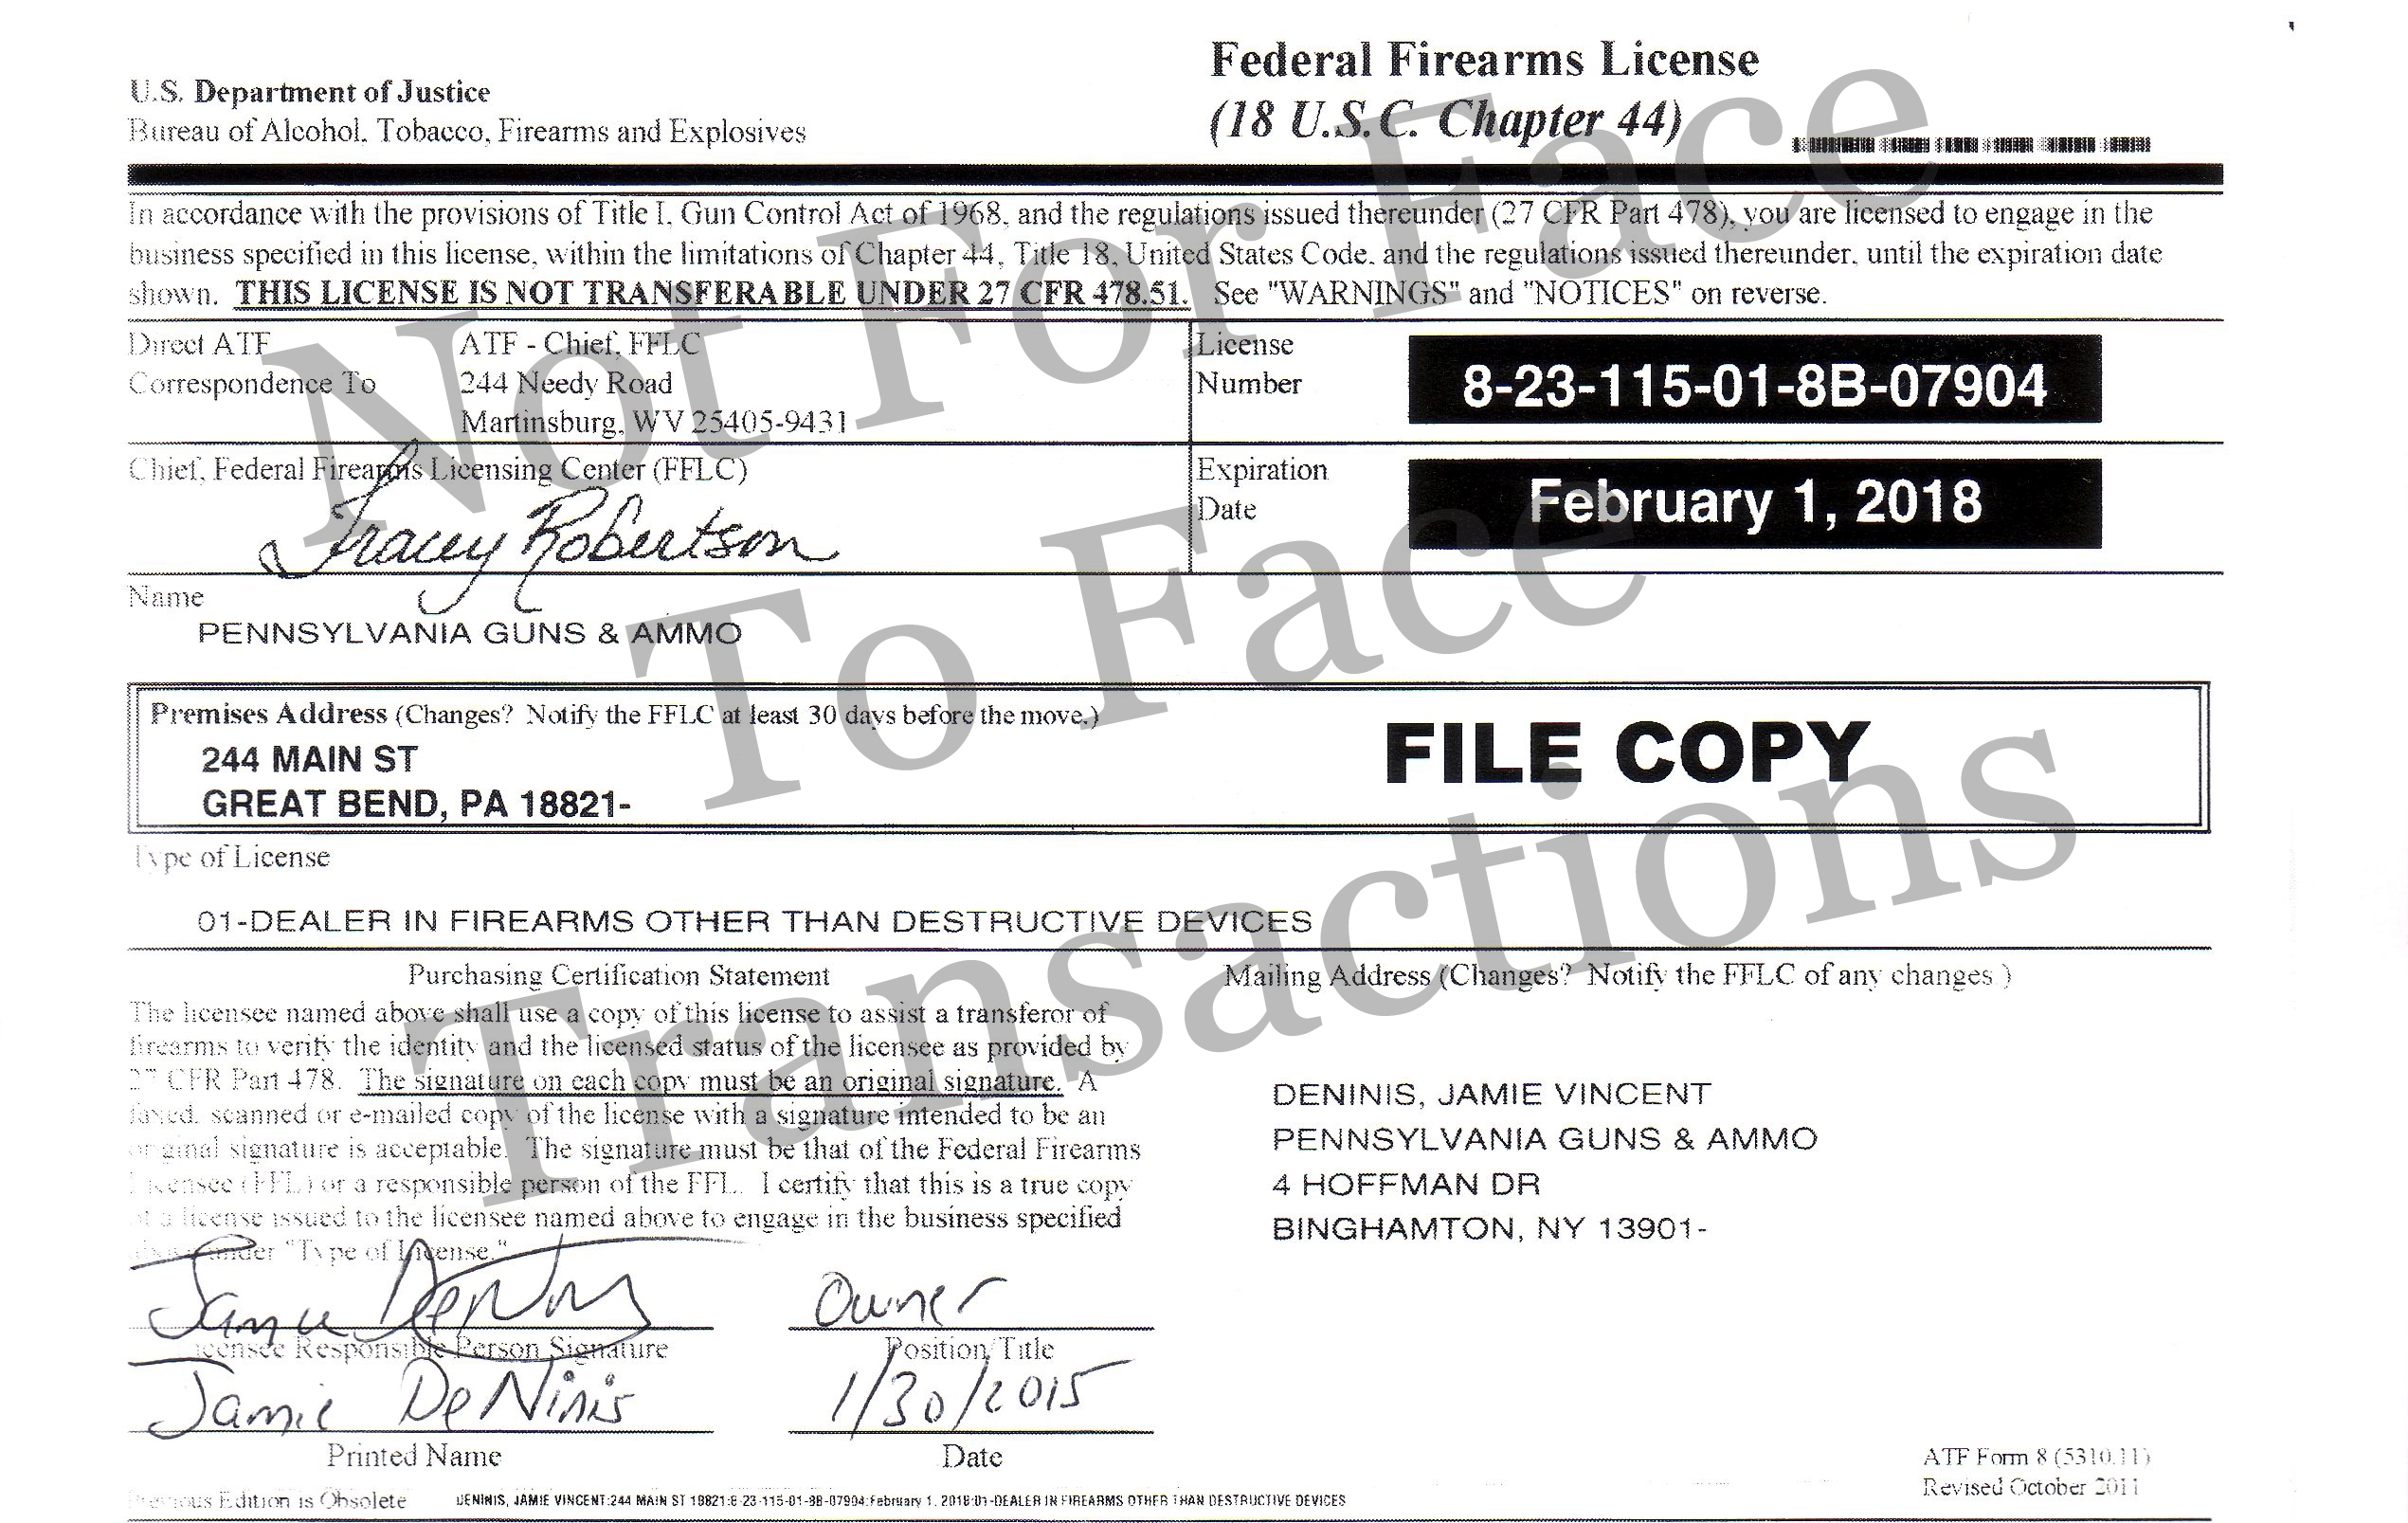 Federal Firearms License
(18 U.S.C. Chapter 44)
U.S. Department of Justice
Bureau of Alcohol, Tobacco, Firearms and Explosives
In accordance with the provisions of Title I, Gun Control Act of 1968, and the regulations issued thereunder (27 CFR Part 478), you are licensed to engage in the
business specified in this license, within the limitations of Chapter 44, Title 18, United States Code, and the regulations issued thereunder, until the expiration date
shown. THIS LICENSE IS NOT TRANSFERABLE UNDER 27 CFR 478.51. See "WARNINGS" and "NOTICES" on reverse.
Direct ATF
Correspondence To
ATF - Chief, FFLC
244 Needy Road
Martinsburg, WV 25405-9431
License
Number
8-23-115-01-8B-07904
Chief, Federal Firearms Licensing Center (FFLC)
Tracey Robertson
Expiration
Date
February 1, 2018
Name
PENNSYLVANIA GUNS & AMMO
Premises Address (Changes? Notify the FFLC at least 30 days before the move.)
244 MAIN ST
GREAT BEND, PA 18821-
FILE COPY
Type of License
01-DEALER IN FIREARMS OTHER THAN DESTRUCTIVE DEVICES
Purchasing Certification Statement
The licensee named above shall use a copy of this license to assist a transferor of
firearms to verify the identity and the licensed status of the licensee as provided by
27 CFR Part 478. The signature on each copy must be an original signature. A
faxed, scanned or e-mailed copy of the license with a signature intended to be an
original signature is acceptable. The signature must be that of the Federal Firearms
Licensee (FFL) or a responsible person of the FFL. I certify that this is a true copy
of a license issued to the licensee named above to engage in the business specified
above under "Type of License."
Mailing Address (Changes? Notify the FFLC of any changes.)
DENINIS, JAMIE VINCENT
PENNSYLVANIA GUNS & AMMO
4 HOFFMAN DR
BINGHAMTON, NY 13901-
Jamie DeNinis
Licensee Responsible Person Signature
Owner
Position/Title
Jamie DeNinis
Printed Name
1/30/2015
Date
ATF Form 8 (5310.11)
Revised October 2011
Previous Edition is Obsolete
DENINIS, JAMIE VINCENT:244 MAIN ST 18821:8-23-115-01-8B-07904:February 1, 2018:01-DEALER IN FIREARMS OTHER THAN DESTRUCTIVE DEVICES
Not For Face
To Face
Transactions